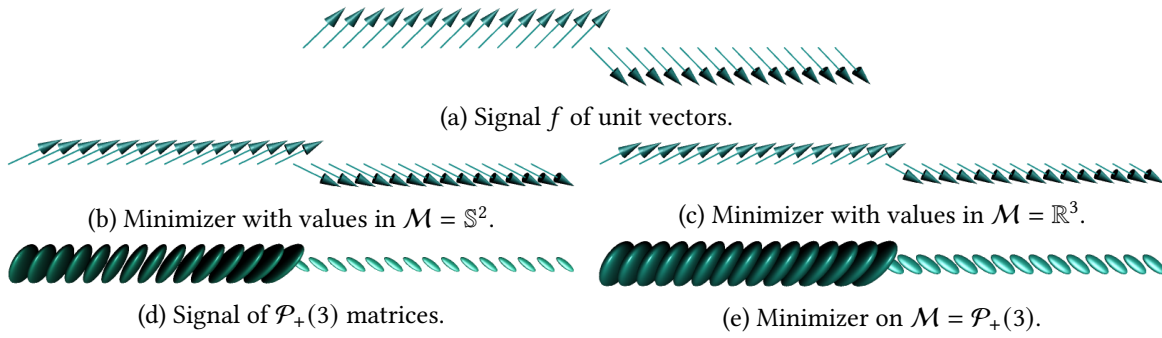 (a) Signal f of unit vectors.
(b) Minimizer with values in ℳ = 𝕊².
(c) Minimizer with values in ℳ = ℝ³.
(d) Signal of 𝒫₊(3) matrices.
(e) Minimizer on ℳ = 𝒫₊(3).